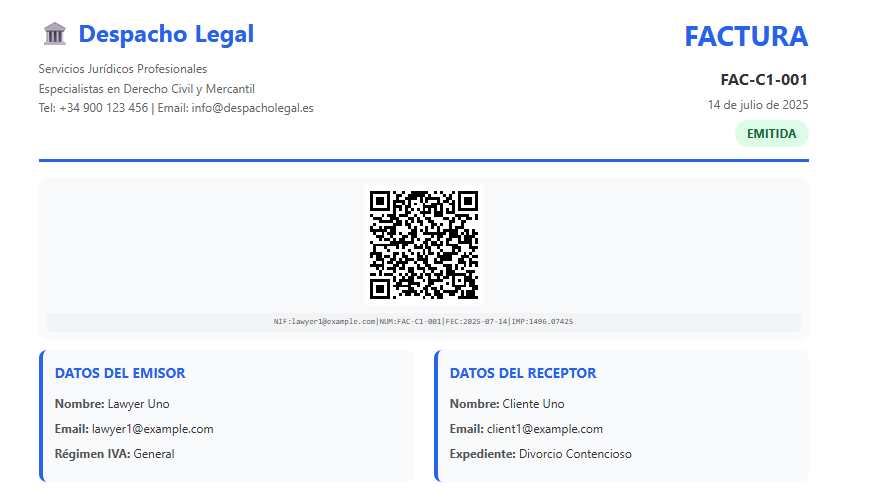 Despacho Legal
Servicios Jurídicos Profesionales
Especialistas en Derecho Civil y Mercantil
Tel: +34 900 123 456 | Email: info@despacholegal.es
FACTURA
FAC-C1-001
14 de julio de 2025
EMITIDA
NIF:lawyer1@example.com|NUM:FAC-C1-001|FEC:2025-07-14|IMP:1496.07425
DATOS DEL EMISOR
Nombre: Lawyer Uno
Email: lawyer1@example.com
Régimen IVA: General
DATOS DEL RECEPTOR
Nombre: Cliente Uno
Email: client1@example.com
Expediente: Divorcio Contencioso